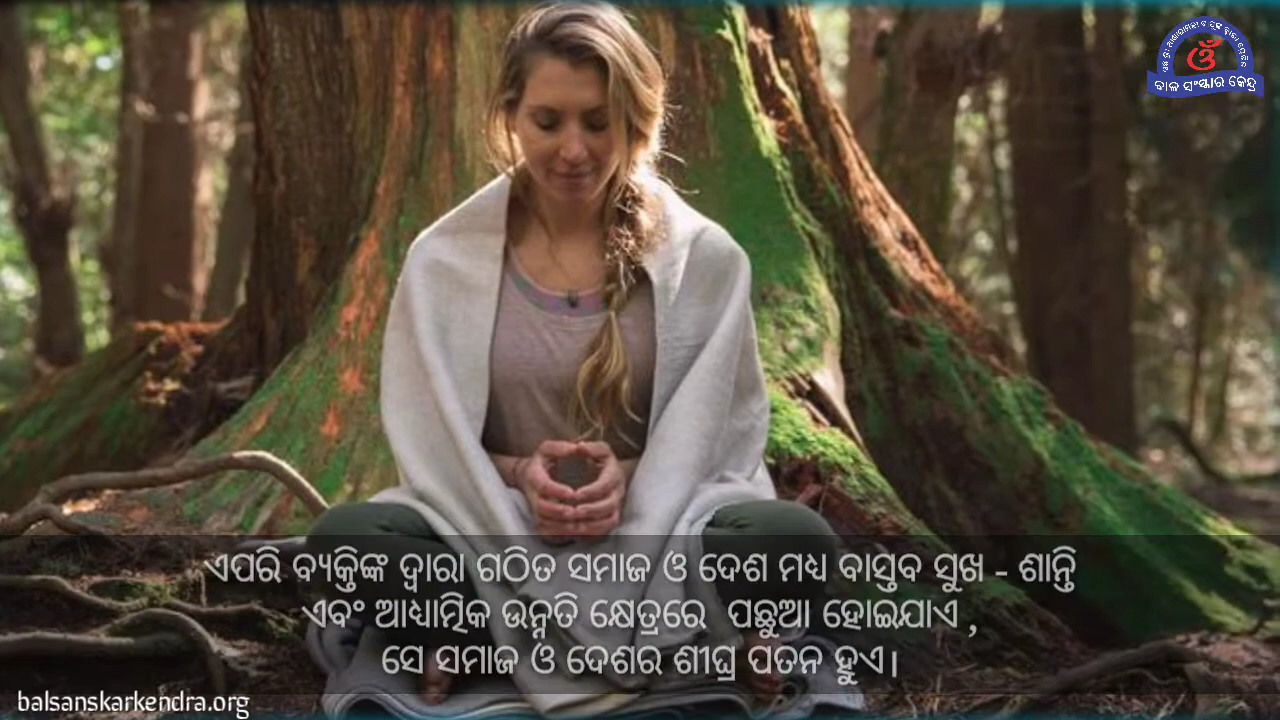 ଓଁ
ବାଳ ସଂସ୍କାର କେନ୍ଦ୍ର
ଏପରି ବ୍ୟକ୍ତିଙ୍କ ଦ୍ୱାରା ଗଠିତ ସମାଜ ଓ ଦେଶ ମଧ୍ୟ ବାସ୍ତବ ସୁଖ - ଶାନ୍ତି
ଏବଂ ଆଧ୍ୟାତ୍ମିକ ଉନ୍ନତି କ୍ଷେତ୍ରରେ ପଛୁଆ ହୋଇଯାଏ ,
ସେ ସମାଜ ଓ ଦେଶର ଶୀଘ୍ର ପତନ ହୁଏ।
balsanskarkendra.org